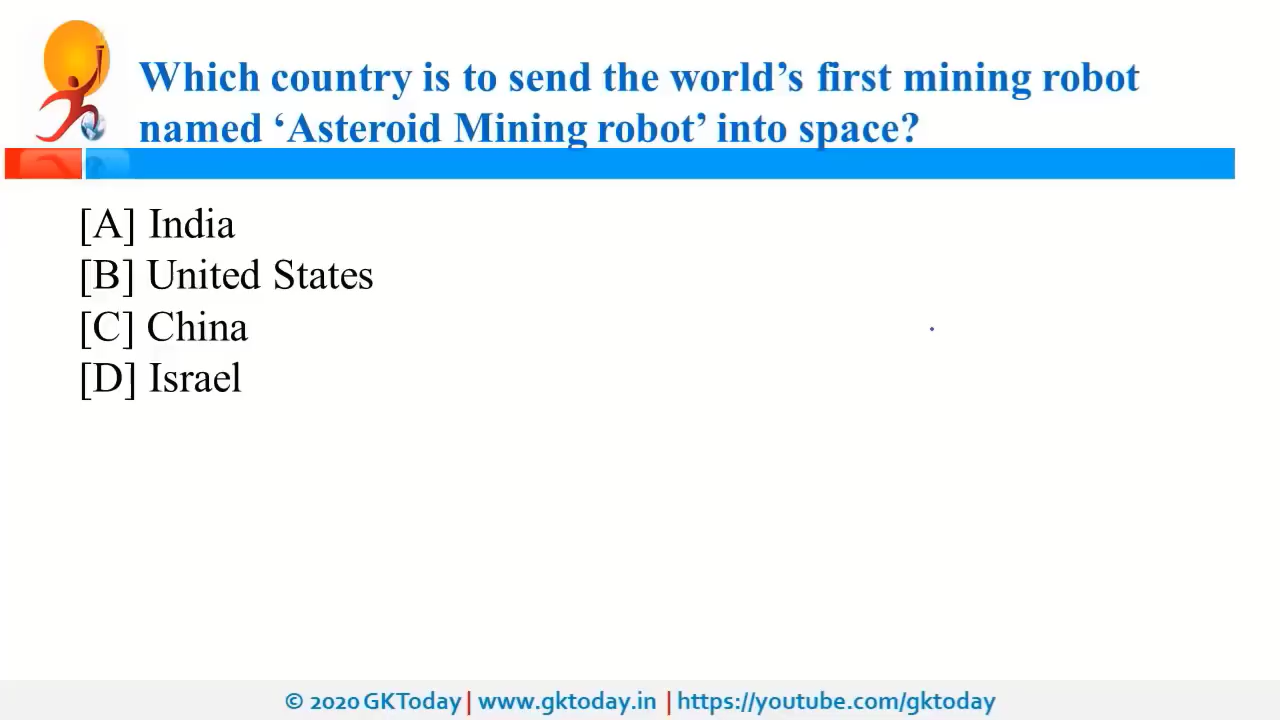 Which country is to send the world’s first mining robot
named ‘Asteroid Mining robot’ into space?
[A] India
[B] United States
[C] China
[D] Israel
© 2020 GKToday | www.gktoday.in | https://youtube.com/gktoday